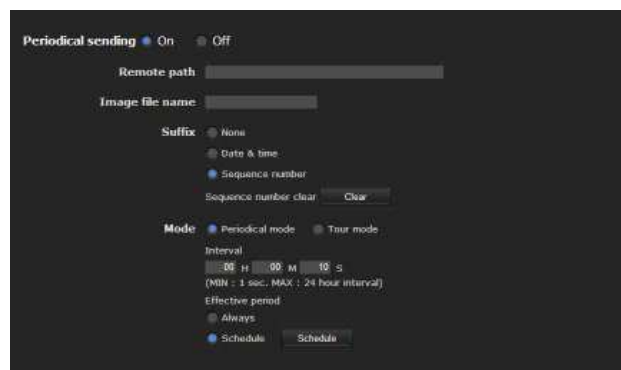 Periodical sending On Off
Remote path
Image file name
Suffix None
Date & time
Sequence number
Sequence number clear Clear
Mode Periodical mode Tour mode
Interval
00 H 00 M 10 S
(MIN : 1 sec. MAX : 24 hour interval)
Effective period
Always
Schedule Schedule